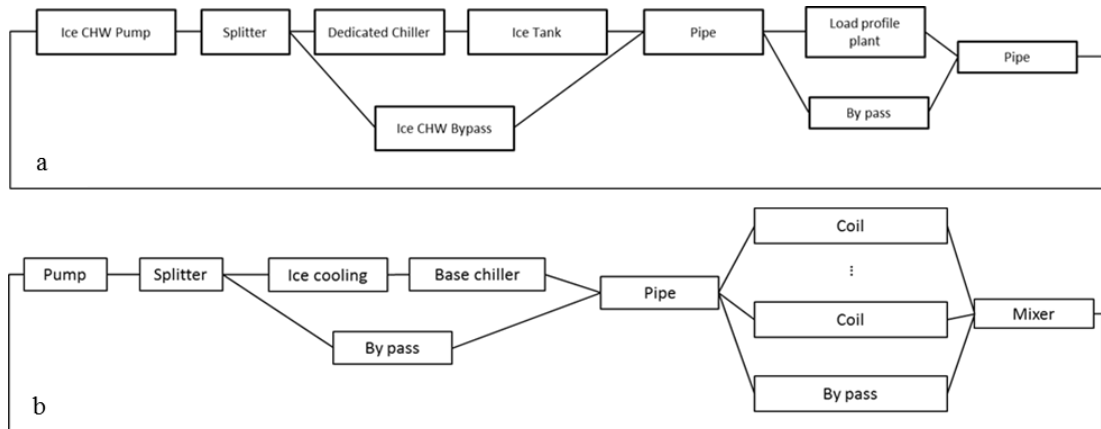 Ice CHW Pump
Splitter
Dedicated Chiller
Ice Tank
Pipe
Load profile
plant
Pipe
Ice CHW Bypass
By pass
a
Pump
Splitter
Ice cooling
Base chiller
Pipe
Coil
...
Coil
Mixer
By pass
By pass
b